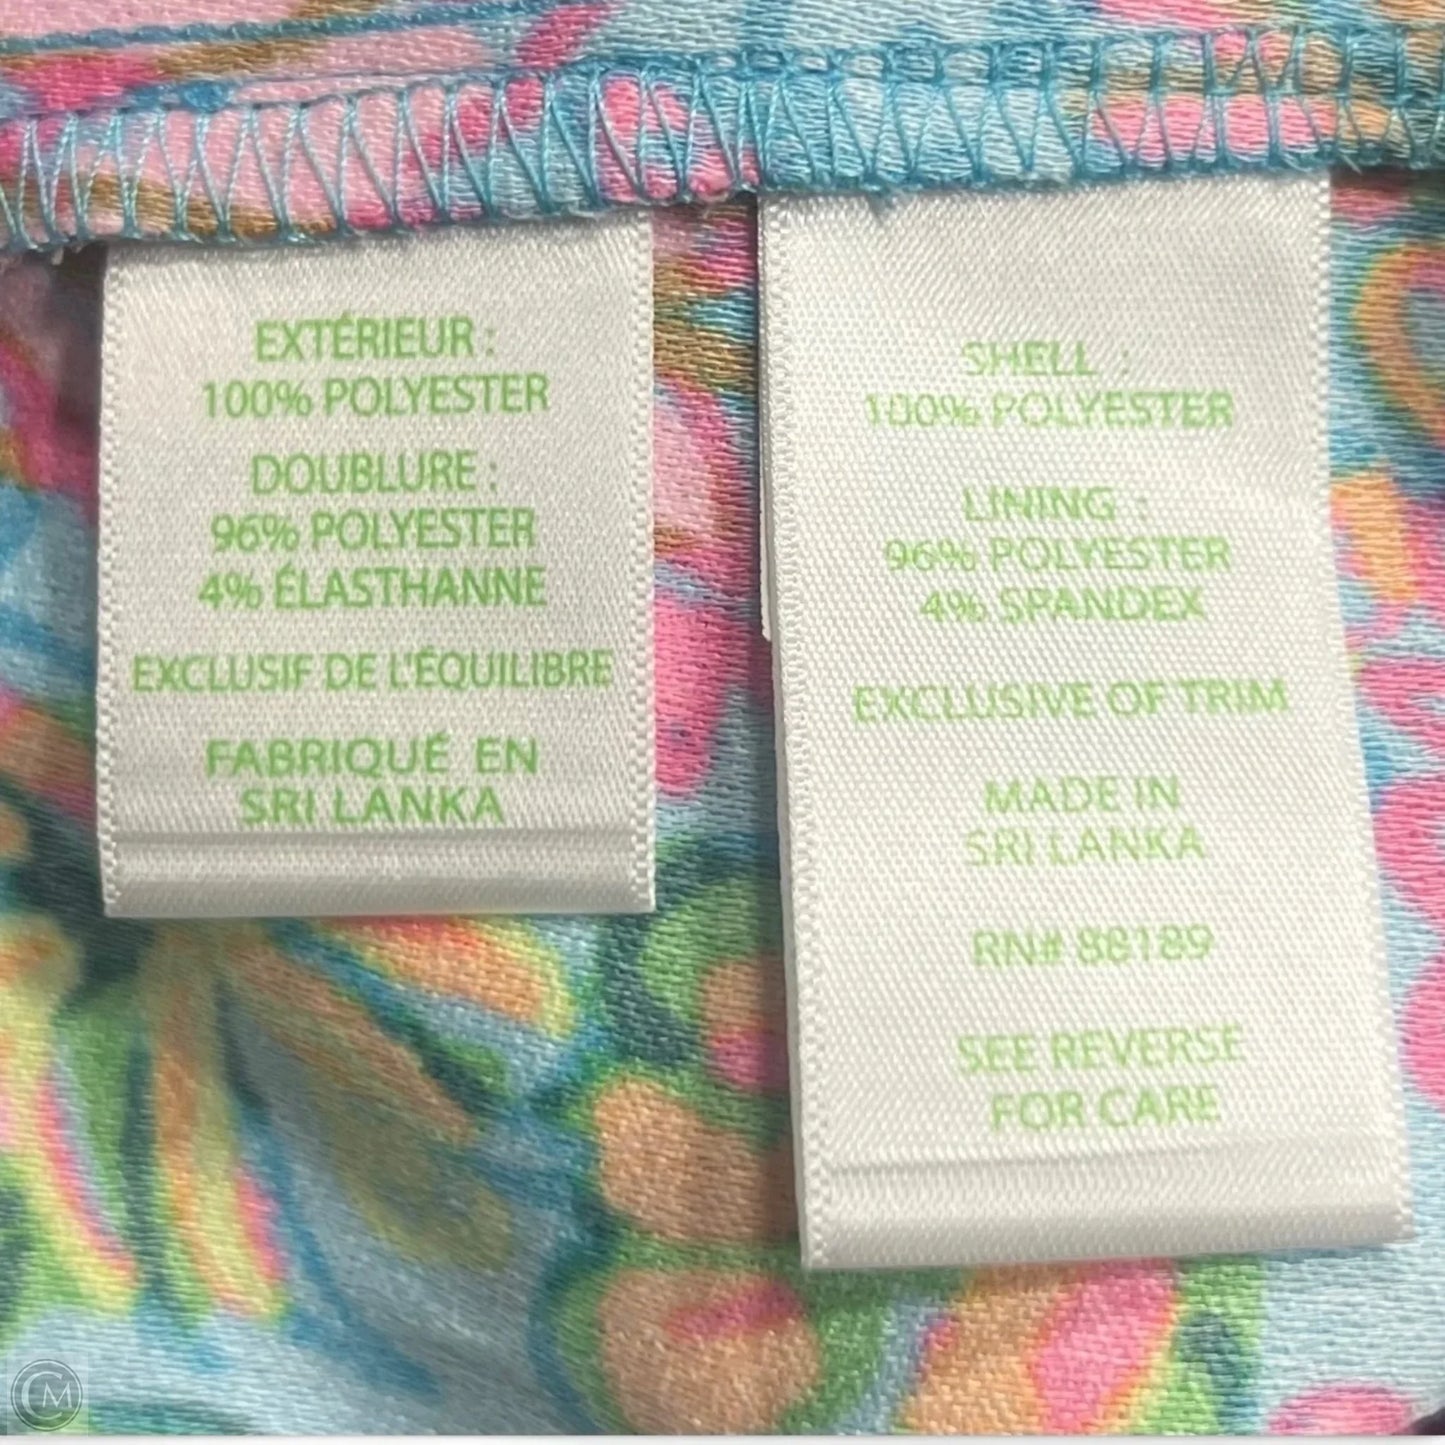 EXTÉRIEUR :
100% POLYESTER
DOUBLURE :
96% POLYESTER
4% ÉLASTHANNE
EXCLUSIF DE L'ÉQUILIBRE
FABRIQUÉ EN
SRI LANKA
SHELL :
100% POLYESTER
LINING :
96% POLYESTER
4% SPANDEX
EXCLUSIVE OF TRIM
MADE IN
SRI LANKA
RN# 88189
SEE REVERSE
FOR CARE
CM